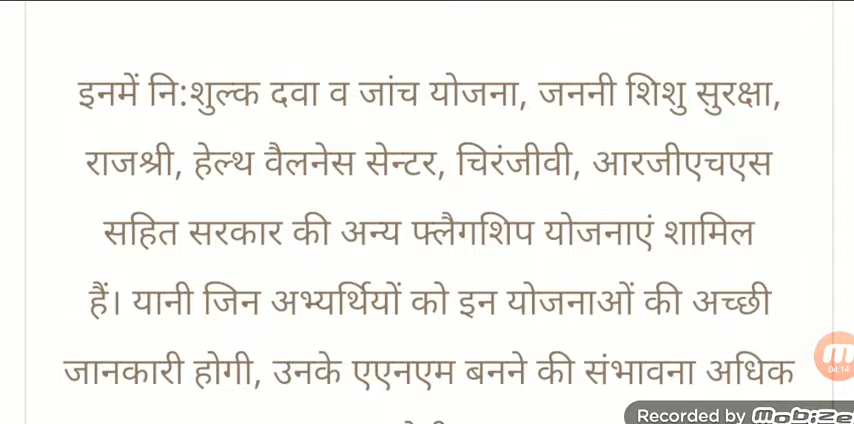 इनमें नि:शुल्क दवा व जांच योजना, जननी शिशु सुरक्षा,
राजश्री, हेल्थ वैलनेस सेन्टर, चिरंजीवी, आरजीएचएस
सहित सरकार की अन्य फ्लैगशिप योजनाएं शामिल
हैं। यानी जिन अभ्यर्थियों को इन योजनाओं की अच्छी
जानकारी होगी, उनके एएनएम बनने की संभावना अधिक
04:14
Recorded by Mobize